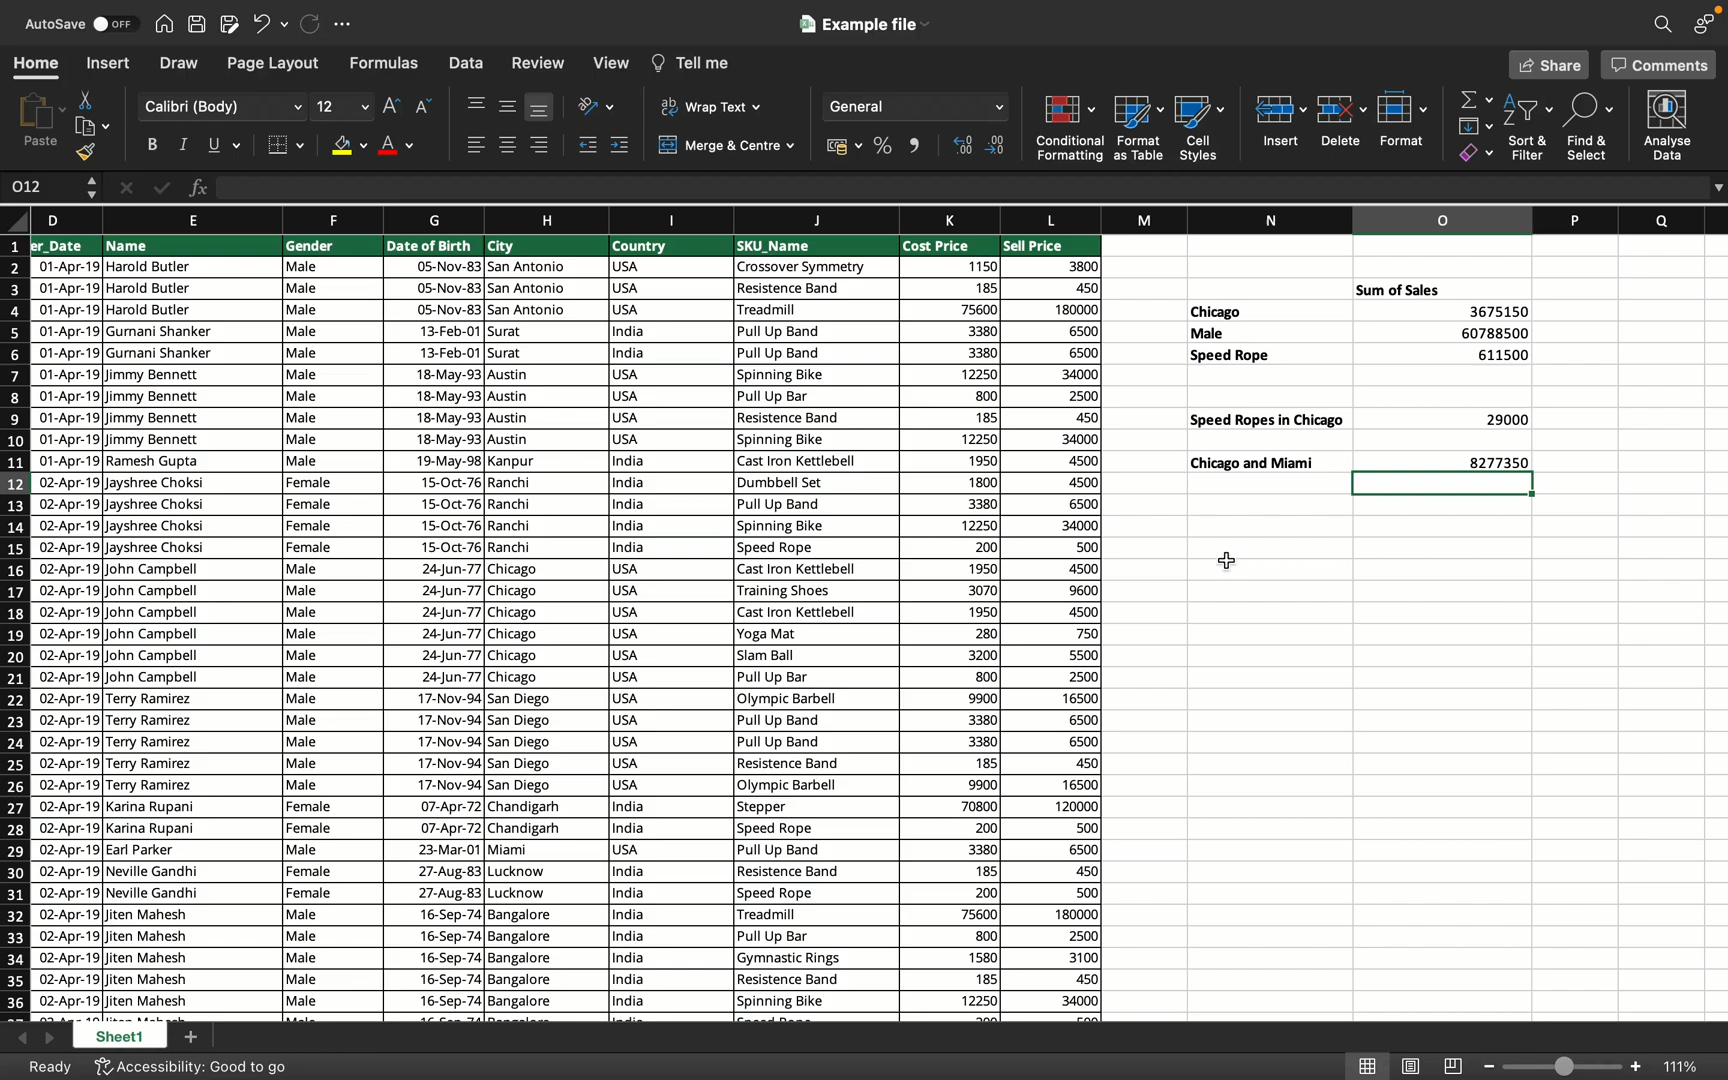 AutoSave OFF
Example file
Home Insert Draw Page Layout Formulas Data Review View Tell me
Share Comments
Paste
Calibri (Body) 12
B I U
Wrap Text
Merge & Centre
General
Conditional Formatting
Format as Table
Cell Styles
Insert
Delete
Format
Sort & Filter
Find & Select
Analyse Data
O12 fx
D E F G H I J K L M N O P Q
1 er_Date Name Gender Date of Birth City Country SKU_Name Cost Price Sell Price
2 01-Apr-19 Harold Butler Male 05-Nov-83 San Antonio USA Crossover Symmetry 1150 3800
3 01-Apr-19 Harold Butler Male 05-Nov-83 San Antonio USA Resistence Band 185 450 Sum of Sales
4 01-Apr-19 Harold Butler Male 05-Nov-83 San Antonio USA Treadmill 75600 180000 Chicago 3675150
5 01-Apr-19 Gurnani Shanker Male 13-Feb-01 Surat India Pull Up Band 3380 6500 Male 60788500
6 01-Apr-19 Gurnani Shanker Male 13-Feb-01 Surat India Pull Up Band 3380 6500 Speed Rope 611500
7 01-Apr-19 Jimmy Bennett Male 18-May-93 Austin USA Spinning Bike 12250 34000
8 01-Apr-19 Jimmy Bennett Male 18-May-93 Austin USA Pull Up Bar 800 2500
9 01-Apr-19 Jimmy Bennett Male 18-May-93 Austin USA Resistence Band 185 450 Speed Ropes in Chicago 29000
10 01-Apr-19 Jimmy Bennett Male 18-May-93 Austin USA Spinning Bike 12250 34000
11 01-Apr-19 Ramesh Gupta Male 19-May-98 Kanpur India Cast Iron Kettlebell 1950 4500 Chicago and Miami 8277350
12 02-Apr-19 Jayshree Choksi Female 15-Oct-76 Ranchi India Dumbbell Set 1800 4500
13 02-Apr-19 Jayshree Choksi Female 15-Oct-76 Ranchi India Pull Up Band 3380 6500
14 02-Apr-19 Jayshree Choksi Female 15-Oct-76 Ranchi India Spinning Bike 12250 34000
15 02-Apr-19 Jayshree Choksi Female 15-Oct-76 Ranchi India Speed Rope 200 500
16 02-Apr-19 John Campbell Male 24-Jun-77 Chicago USA Cast Iron Kettlebell 1950 4500
17 02-Apr-19 John Campbell Male 24-Jun-77 Chicago USA Training Shoes 3070 9600
18 02-Apr-19 John Campbell Male 24-Jun-77 Chicago USA Cast Iron Kettlebell 1950 4500
19 02-Apr-19 John Campbell Male 24-Jun-77 Chicago USA Yoga Mat 280 750
20 02-Apr-19 John Campbell Male 24-Jun-77 Chicago USA Slam Ball 3200 5500
21 02-Apr-19 John Campbell Male 24-Jun-77 Chicago USA Pull Up Bar 800 2500
22 02-Apr-19 Terry Ramirez Male 17-Nov-94 San Diego USA Olympic Barbell 9900 16500
23 02-Apr-19 Terry Ramirez Male 17-Nov-94 San Diego USA Pull Up Band 3380 6500
24 02-Apr-19 Terry Ramirez Male 17-Nov-94 San Diego USA Pull Up Band 3380 6500
25 02-Apr-19 Terry Ramirez Male 17-Nov-94 San Diego USA Resistence Band 185 450
26 02-Apr-19 Terry Ramirez Male 17-Nov-94 San Diego USA Olympic Barbell 9900 16500
27 02-Apr-19 Karina Rupani Female 07-Apr-72 Chandigarh India Stepper 70800 120000
28 02-Apr-19 Karina Rupani Female 07-Apr-72 Chandigarh India Speed Rope 200 500
29 02-Apr-19 Earl Parker Male 23-Mar-01 Miami USA Pull Up Band 3380 6500
30 02-Apr-19 Neville Gandhi Female 27-Aug-83 Lucknow India Resistence Band 185 450
31 02-Apr-19 Neville Gandhi Female 27-Aug-83 Lucknow India Speed Rope 200 500
32 02-Apr-19 Jiten Mahesh Male 16-Sep-74 Bangalore India Treadmill 75600 180000
33 02-Apr-19 Jiten Mahesh Male 16-Sep-74 Bangalore India Pull Up Bar 800 2500
34 02-Apr-19 Jiten Mahesh Male 16-Sep-74 Bangalore India Gymnastic Rings 1580 3100
35 02-Apr-19 Jiten Mahesh Male 16-Sep-74 Bangalore India Resistence Band 185 450
36 02-Apr-19 Jiten Mahesh Male 16-Sep-74 Bangalore India Spinning Bike 12250 34000
Sheet1
Ready Accessibility: Good to go 111%